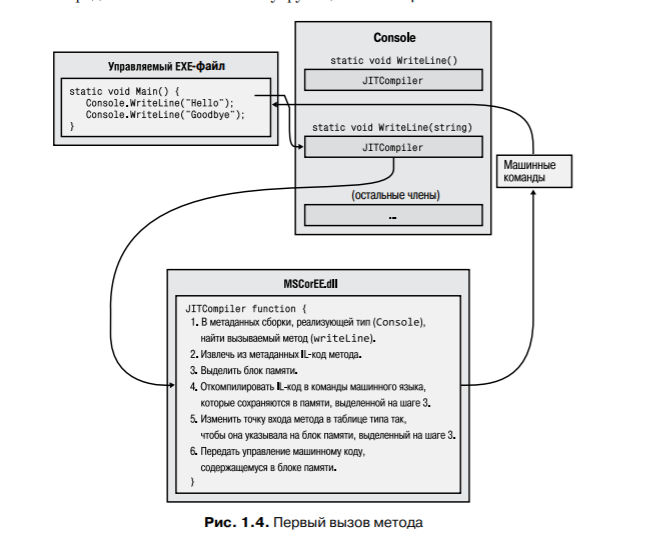 Управляемый EXE-файл
static void Main() {
Console.WriteLine("Hello");
Console.WriteLine("Goodbye");
}
Console
static void WriteLine()
JITCompiler
static void WriteLine(string)
JITCompiler
(остальные члены)
...
Машинные
команды
MSCorEE.dll
JITCompiler function {
1. В метаданных сборки, реализующей тип (Console),
найти вызываемый метод (writeLine).
2. Извлечь из метаданных IL-код метода.
3. Выделить блок памяти.
4. Откомпилировать IL-код в команды машинного языка,
которые сохраняются в памяти, выделенной на шаге 3.
5. Изменить точку входа метода в таблице типа так,
чтобы она указывала на блок памяти, выделенный на шаге 3.
6. Передать управление машинному коду,
содержащемуся в блоке памяти.
}
Рис. 1.4. Первый вызов метода